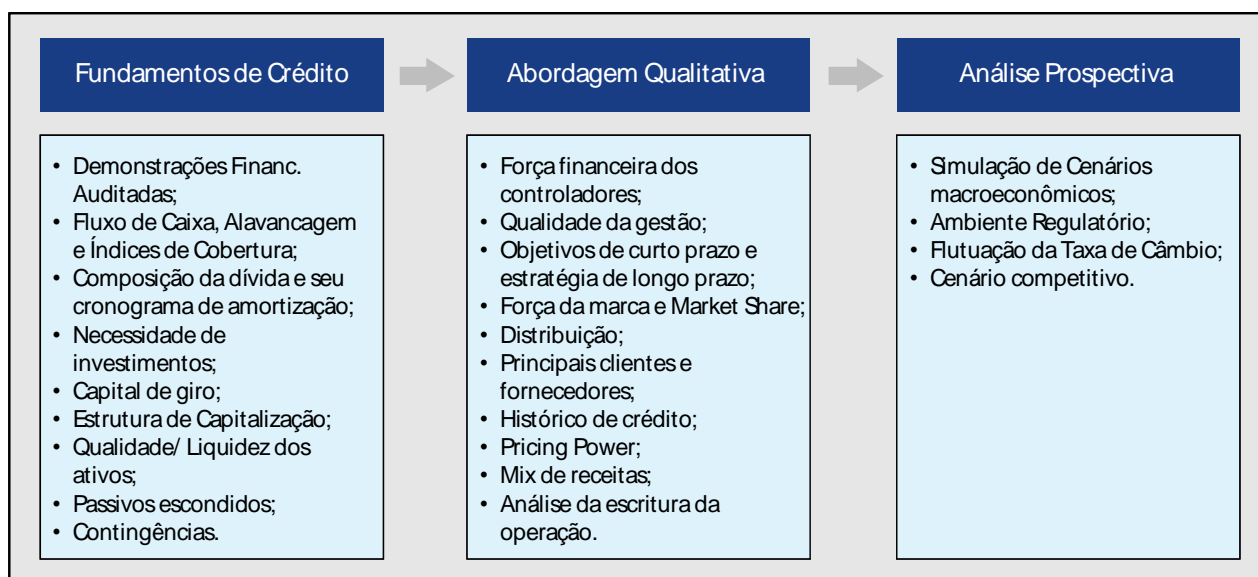 Fundamentos de Crédito
Abordagem Qualitativa
Análise Prospectiva
• Demonstrações Financ.
Auditadas;
• Fluxo de Caixa, Alavancagem
e Índices de Cobertura;
• Composição da dívida e seu
cronograma de amortização;
• Necessidade de
investimentos;
• Capital de giro;
• Estrutura de Capitalização;
• Qualidade/ Liquidez dos
ativos;
• Passivos escondidos;
• Contingências.
• Força financeira dos
controladores;
• Qualidade da gestão;
• Objetivos de curto prazo e
estratégia de longo prazo;
• Força da marca e Market Share;
• Distribuição;
• Principais clientes e
fornecedores;
• Histórico de crédito;
• Pricing Power;
• Mix de receitas;
• Análise da escritura da
operação.
• Simulação de Cenários
macroeconômicos;
• Ambiente Regulatório;
• Flutuação da Taxa de Câmbio;
• Cenário competitivo.